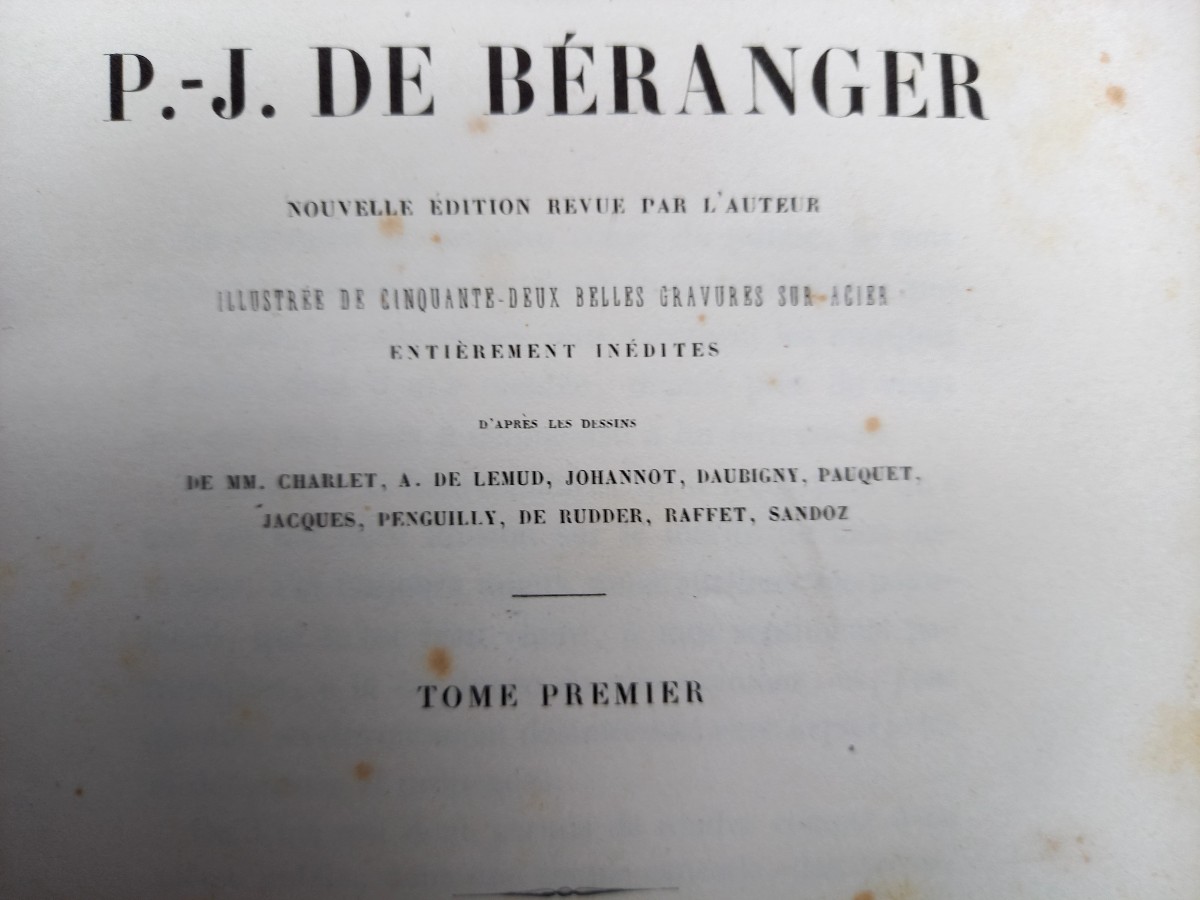 P.-J. DE BÉRANGER
NOUVELLE ÉDITION REVUE PAR L'AUTEUR
ILLUSTRÉE DE CINQUANTE-DEUX BELLES GRAVURES SUR ACIER
ENTIÈREMENT INÉDITES
D'APRÈS LES DESSINS
DE MM. CHARLET, A. DE LEMUD, JOHANNOT, DAUBIGNY, PAUQUET,
JACQUES, PENGUILLY, DE RUDDER, RAFFET, SANDOZ
TOME PREMIER